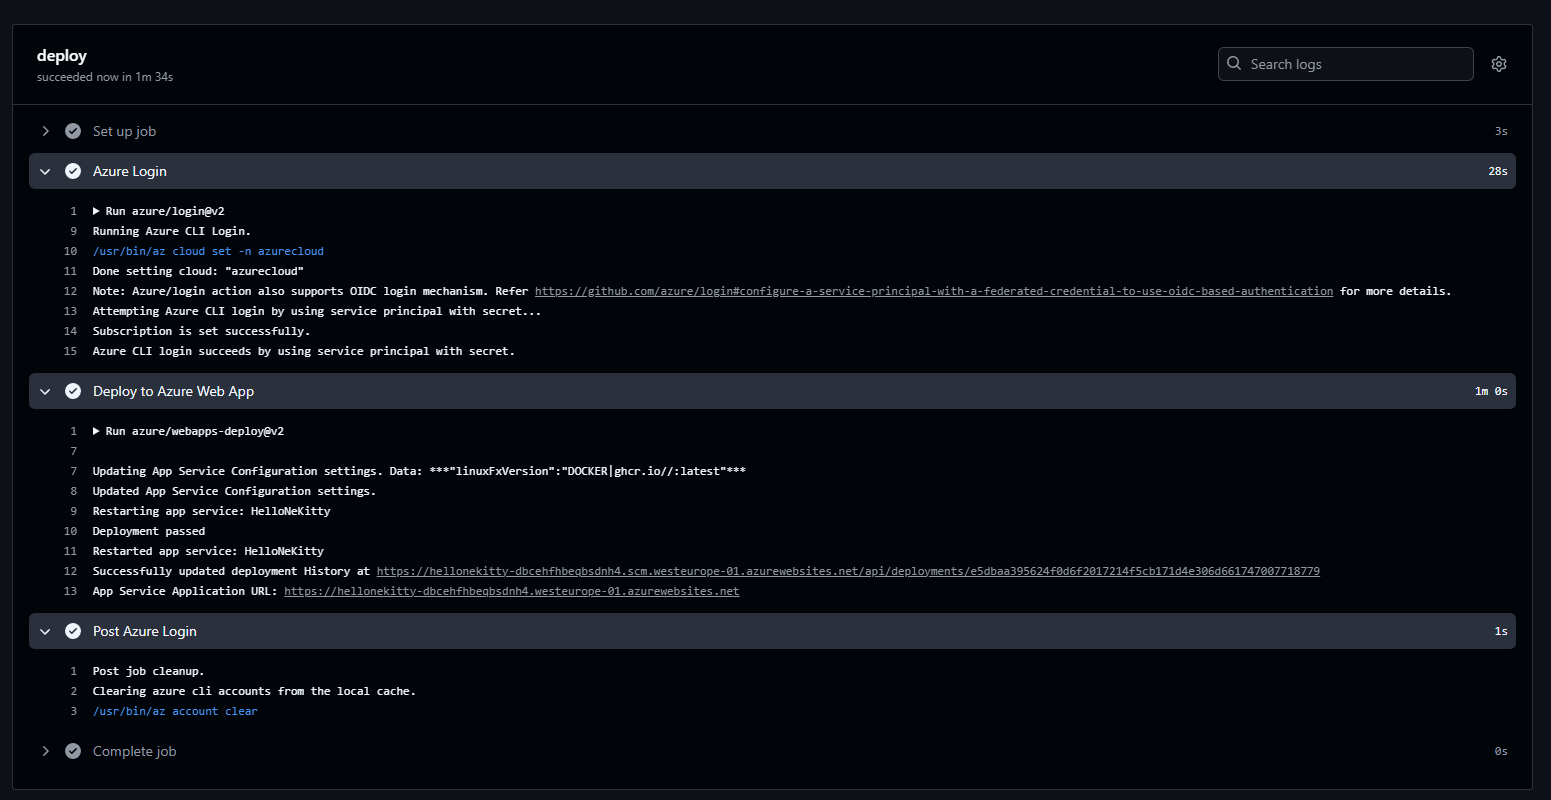 deploy
succeeded now in 1m 34s
Search logs
Set up job 3s
Azure Login 28s
1 Run azure/login@v2
9 Running Azure CLI Login.
10 /usr/bin/az cloud set -n azurecloud
11 Done setting cloud: "azurecloud"
12 Note: Azure/login action also supports OIDC login mechanism. Refer https://github.com/azure/login#configure-a-service-principal-with-a-federated-credential-to-use-oidc-based-authentication for more details.
13 Attempting Azure CLI login by using service principal with secret...
14 Subscription is set successfully.
15 Azure CLI login succeeds by using service principal with secret.
Deploy to Azure Web App 1m 0s
1 Run azure/webapps-deploy@v2
7
7 Updating App Service Configuration settings. Data: ***"linuxFxVersion":"DOCKER|ghcr.io//:latest"***
8 Updated App Service Configuration settings.
9 Restarting app service: HelloNeKitty
10 Deployment passed
11 Restarted app service: HelloNeKitty
12 Successfully updated deployment History at https://hellonekitty-dbcehfhbeqbsdnh4.scm.westeurope-01.azurewebsites.net/api/deployments/e5dbaa395624f0d6f2017214f5cb171d4e306d661747007718779
13 App Service Application URL: https://hellonekitty-dbcehfhbeqbsdnh4.westeurope-01.azurewebsites.net
Post Azure Login 1s
1 Post job cleanup.
2 Clearing azure cli accounts from the local cache.
3 /usr/bin/az account clear
Complete job 0s